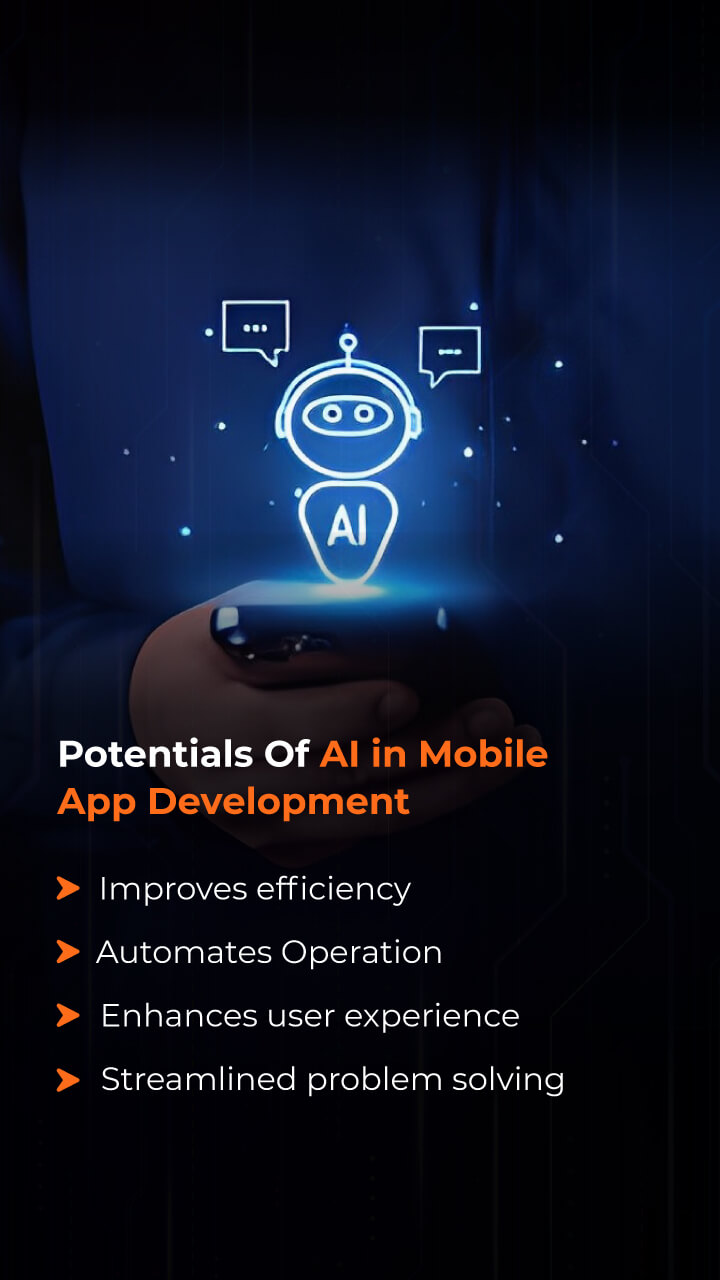 AI
Potentials Of AI in Mobile
App Development
Improves efficiency
Automates Operation
Enhances user experience
Streamlined problem solving